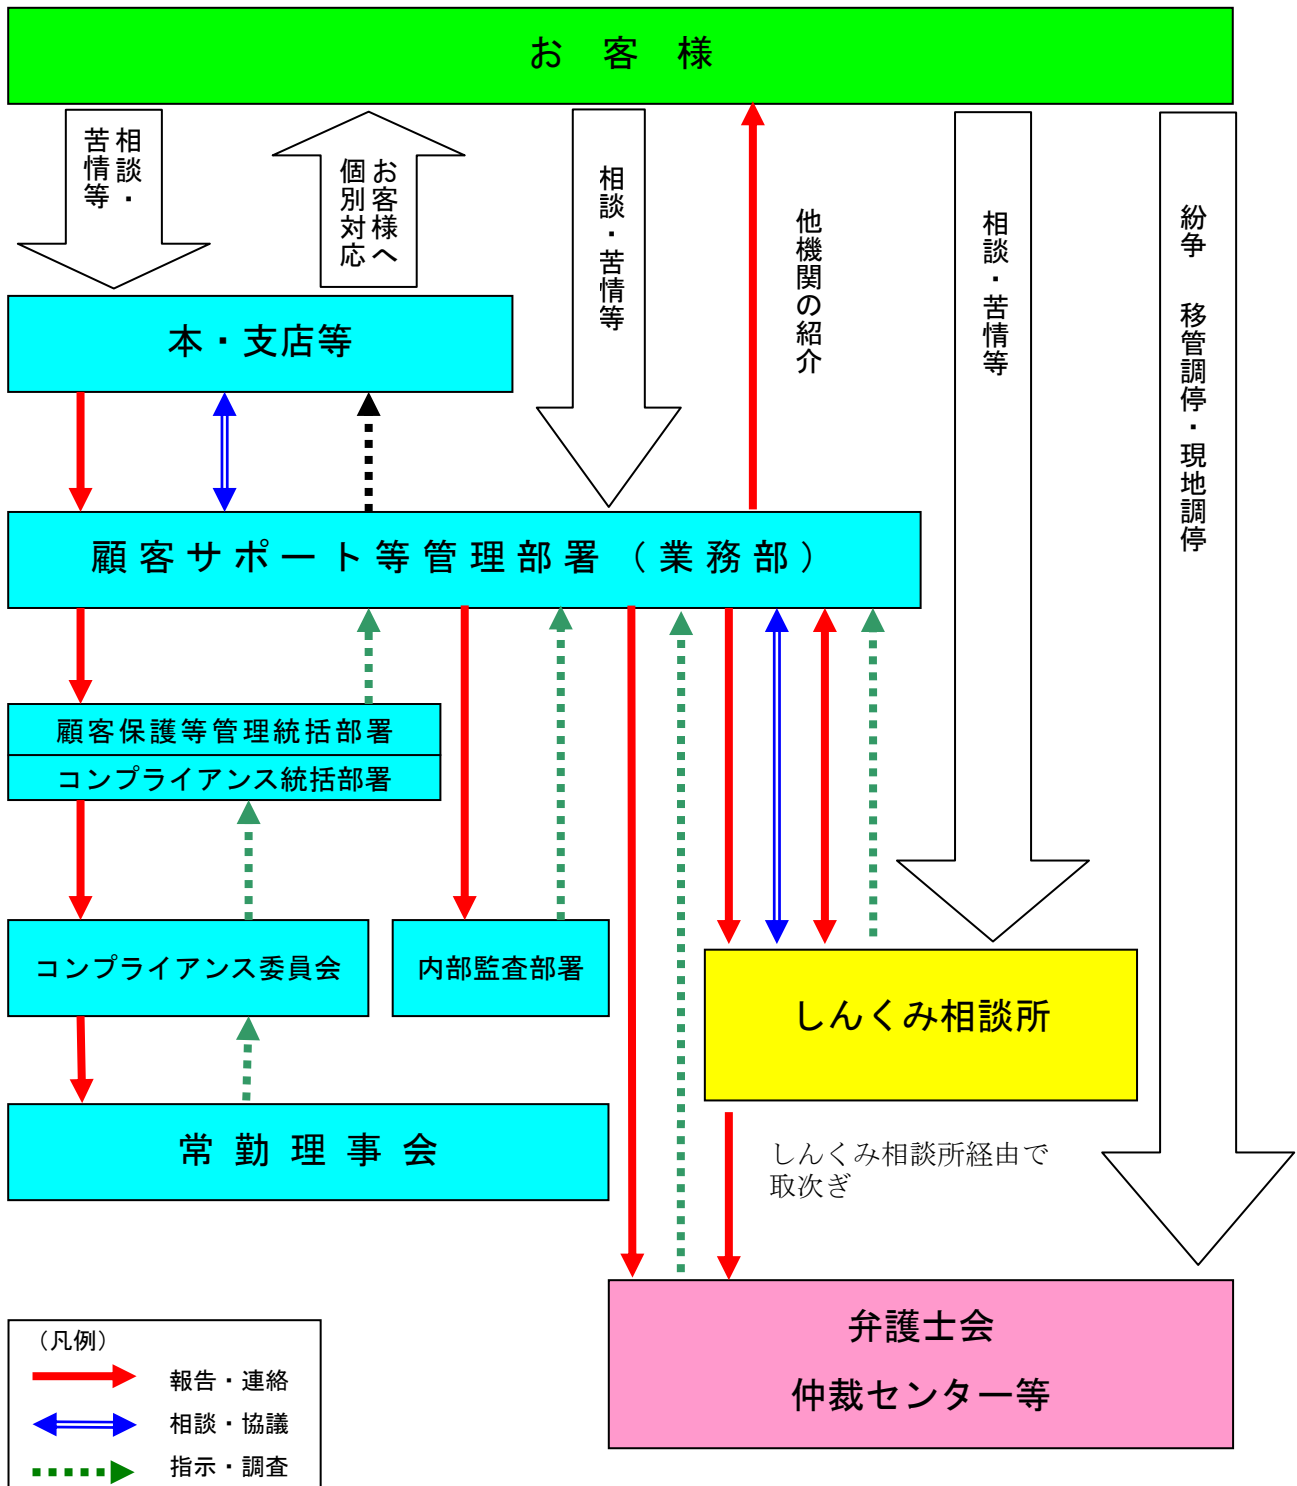 お 客 様
相談・
苦情等
お客様へ
個別対応
相談・苦情等
他機関の紹介
相談・苦情等
紛争 移管調停・現地調停
本・支店等
顧客サポート等管理部署（業務部）
顧客保護等管理統括部署
コンプライアンス統括部署
コンプライアンス委員会
内部監査部署
しんくみ相談所
常勤理事会
しんくみ相談所経由で
取次ぎ
弁護士会
仲裁センター等
（凡例）
報告・連絡
相談・協議
指示・調査